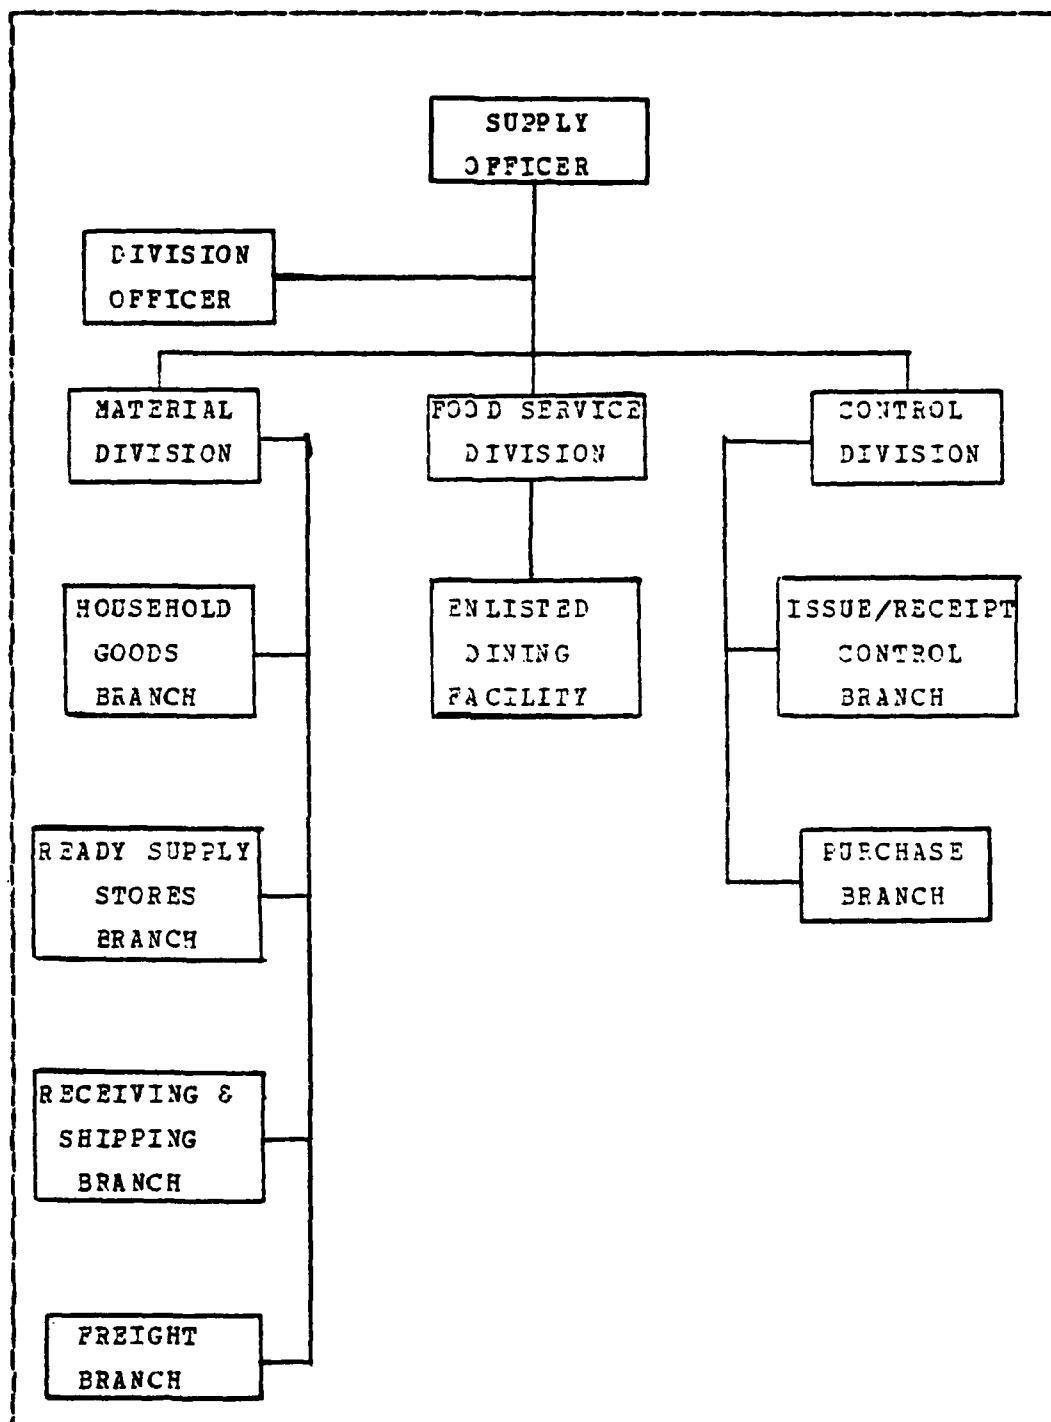 SUPPLY
OFFICER
DIVISION
OFFICER
MATERIAL
DIVISION
FOOD SERVICE
DIVISION
CONTROL
DIVISION
HOUSEHOLD
GOODS
BRANCH
ENLISTED
DINING
FACILITY
ISSUE/RECEIPT
CONTROL
BRANCH
READY SUPPLY
STORES
BRANCH
PURCHASE
BRANCH
RECEIVING &
SHIPPING
BRANCH
FREIGHT
BRANCH